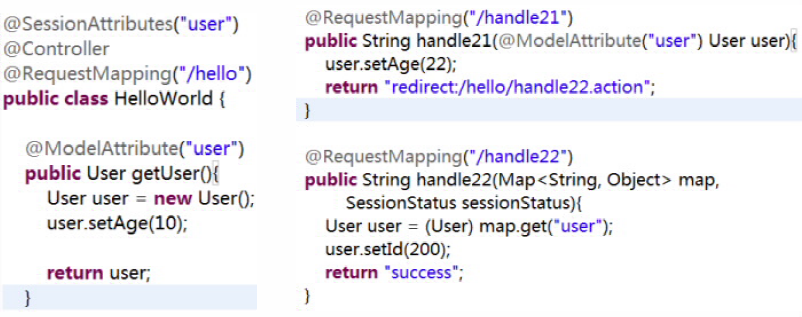 @SessionAttributes("user")
@Controller
@RequestMapping("/hello")
public class HelloWorld {
@ModelAttribute("user")
public User getUser(){
User user = new User();
user.setAge(10);
return user;
}
@RequestMapping("/handle21")
public String handle21(@ModelAttribute("user") User user){
user.setAge(22);
return "redirect:/hello/handle22.action";
}
@RequestMapping("/handle22")
public String handle22(Map<String, Object> map,
SessionStatus sessionStatus){
User user = (User) map.get("user");
user.setId(200);
return "success";
}